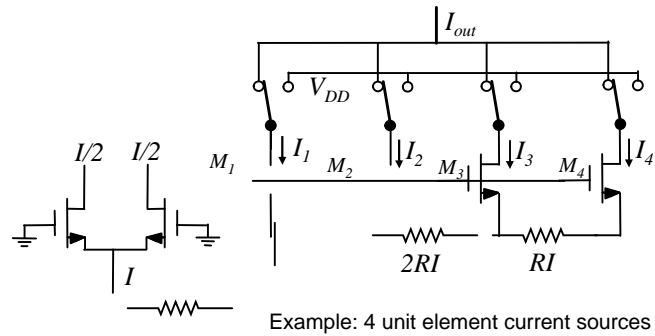 I_out
V_DD
I/2 I/2
I_1 I_2 I_3 I_4
M_1 M_2 M_3 M_4
I
2RI RI
Example: 4 unit element current sources